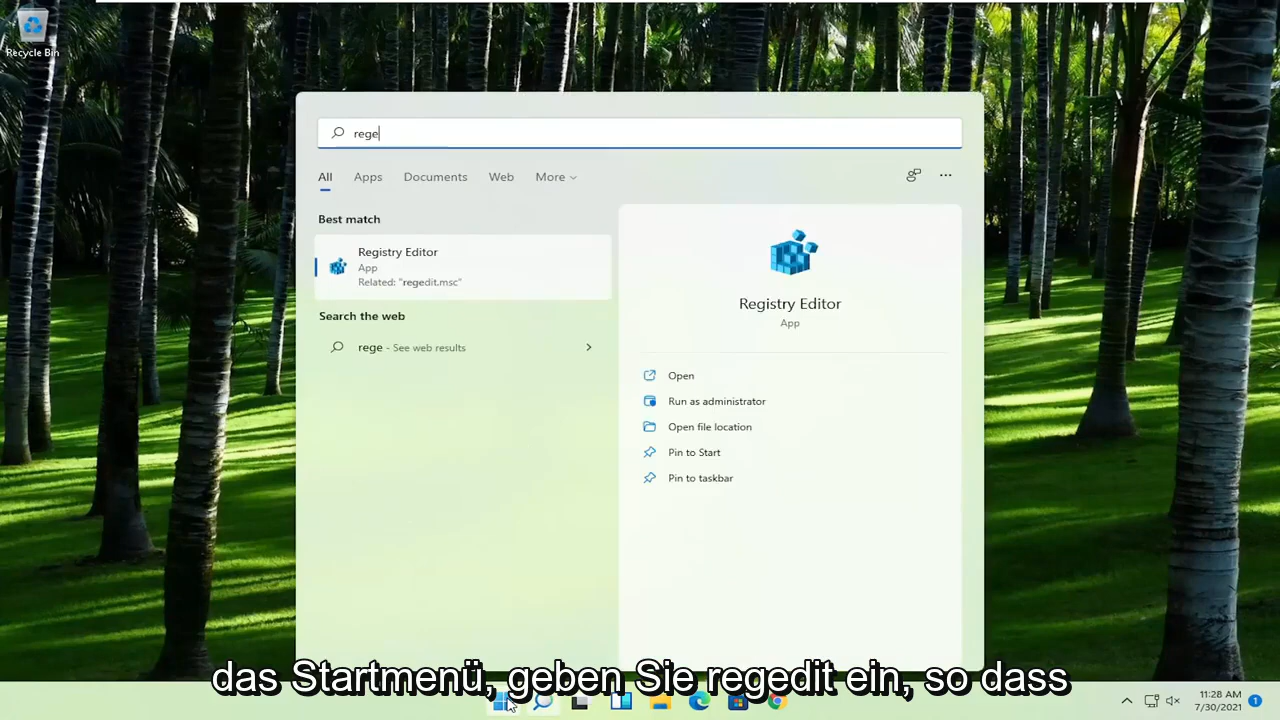 Recycle Bin
rege
All Apps Documents Web More
Best match
Registry Editor
App
Related: "regedit.msc"
Search the web
rege - See web results
Registry Editor
App
Open
Run as administrator
Open file location
Pin to Start
Pin to taskbar
das Startmenü, geben Sie regedit ein, so dass
11:28 AM
7/30/2021
1